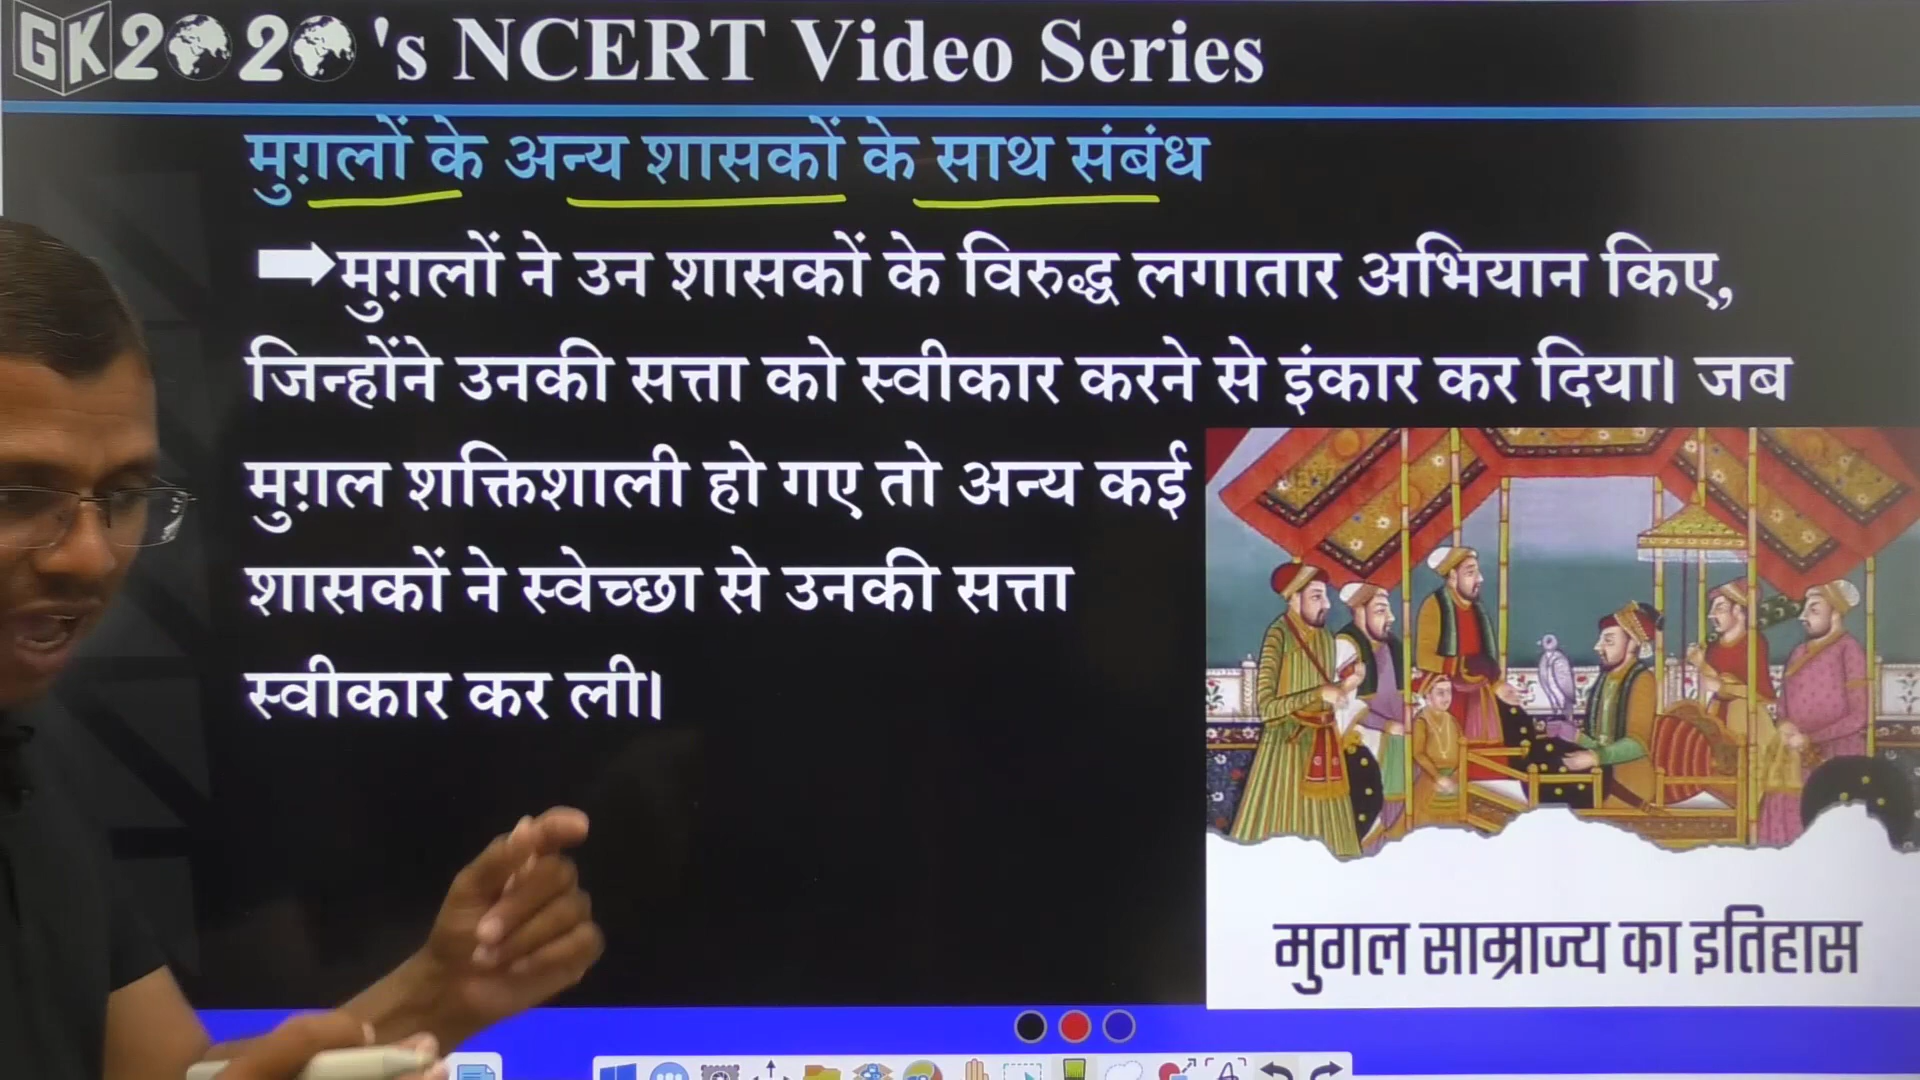 GK2020's NCERT Video Series
मुग़लों के अन्य शासकों के साथ संबंध
मुग़लों ने उन शासकों के विरुद्ध लगातार अभियान किए,
जिन्होंने उनकी सत्ता को स्वीकार करने से इंकार कर दिया। जब
मुग़ल शक्तिशाली हो गए तो अन्य कई
शासकों ने स्वेच्छा से उनकी सत्ता
स्वीकार कर ली।
मुगल साम्राज्य का इतिहास